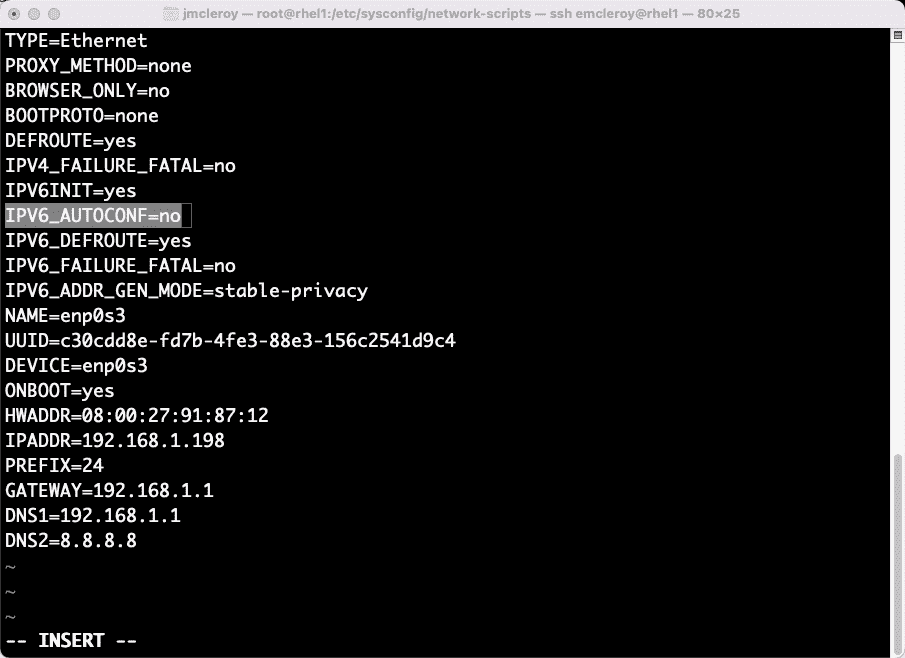 jmcleroy — root@rhel1:/etc/sysconfig/network-scripts — ssh emcleroy@rhel1 — 80×25
TYPE=Ethernet
PROXY_METHOD=none
BROWSER_ONLY=no
BOOTPROTO=none
DEFROUTE=yes
IPV4_FAILURE_FATAL=no
IPV6INIT=yes
IPV6_AUTOCONF=no
IPV6_DEFROUTE=yes
IPV6_FAILURE_FATAL=no
IPV6_ADDR_GEN_MODE=stable-privacy
NAME=enp0s3
UUID=c30cdd8e-fd7b-4fe3-88e3-156c2541d9c4
DEVICE=enp0s3
ONBOOT=yes
HWADDR=08:00:27:91:87:12
IPADDR=192.168.1.198
PREFIX=24
GATEWAY=192.168.1.1
DNS1=192.168.1.1
DNS2=8.8.8.8
~
~
~
-- INSERT --